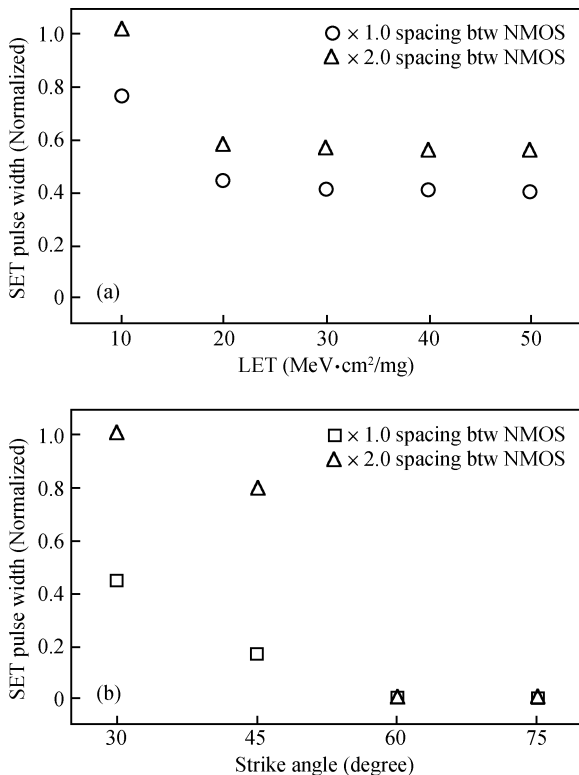 × 1.0 spacing btw NMOS
× 2.0 spacing btw NMOS
SET pulse width (Normalized)
1.0
0.8
0.6
0.4
0.2
0
(a)
10 20 30 40 50
LET (MeV·cm²/mg)
× 1.0 spacing btw NMOS
× 2.0 spacing btw NMOS
SET pulse width (Normalized)
1.0
0.8
0.6
0.4
0.2
0
(b)
30 45 60 75
Strike angle (degree)